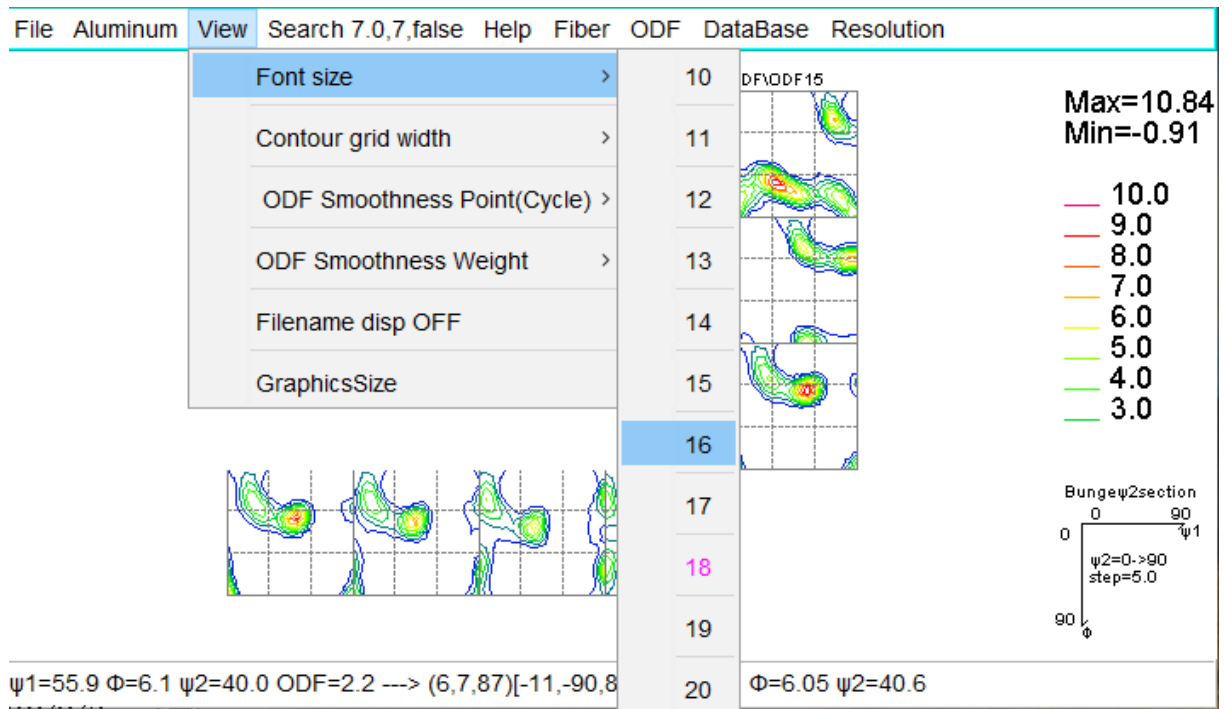 File Aluminum View Search 7.0,7,false Help Fiber ODF DataBase Resolution
Font size >
Contour grid width >
ODF Smoothness Point(Cycle) >
ODF Smoothness Weight >
Filename disp OFF
GraphicsSize
10
11
12
13
14
15
16
17
18
19
20
DF\ODF15
Max=10.84
Min=-0.91
10.0
9.0
8.0
7.0
6.0
5.0
4.0
3.0
Bungeψ2section
0 90
0 ψ1
ψ2=0->90
step=5.0
90
Φ
ψ1=55.9 Φ=6.1 ψ2=40.0 ODF=2.2 ---> (6,7,87)[-11,-90,8 Φ=6.05 ψ2=40.6